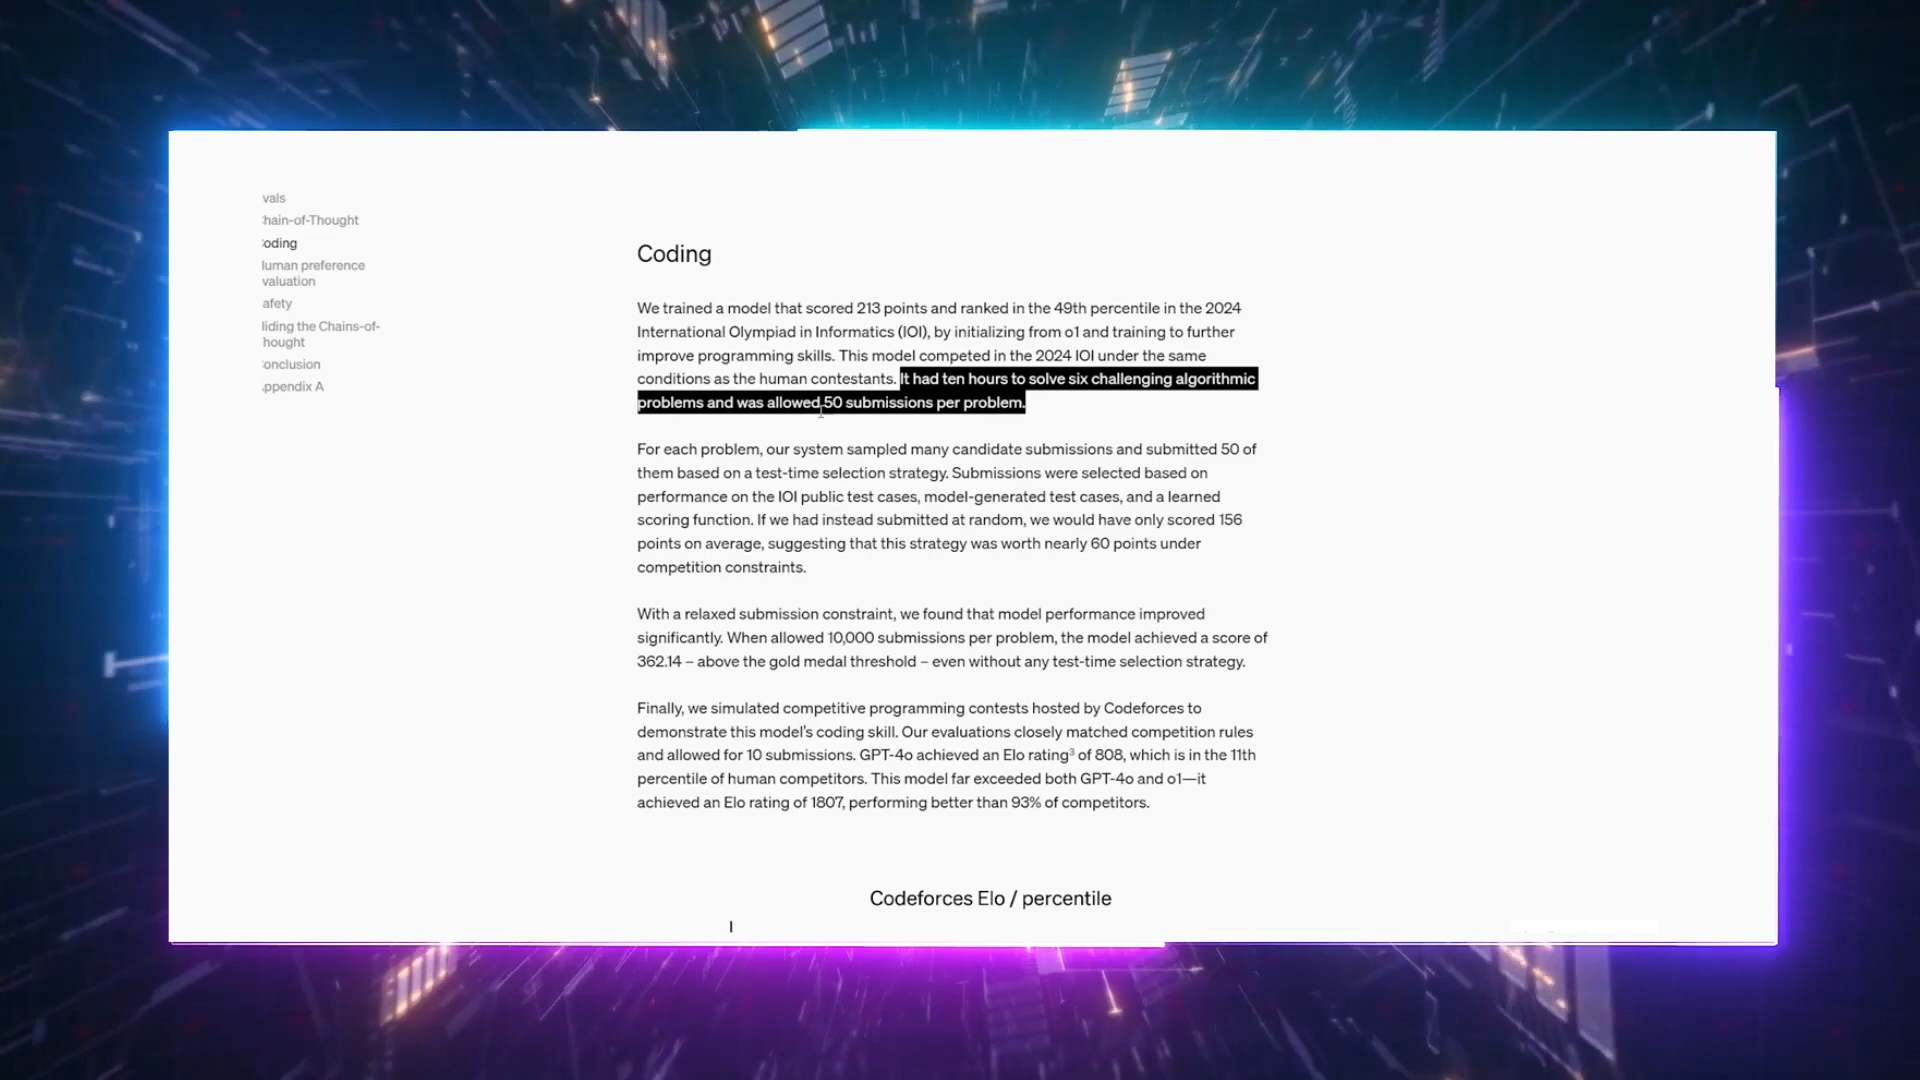 vals
hain-of-Thought
oding
uman preference
valuation
afety
iding the Chains-of-
hought
onclusion
ppendix A
Coding
We trained a model that scored 213 points and ranked in the 49th percentile in the 2024
International Olympiad in Informatics (IOI), by initializing from o1 and training to further
improve programming skills. This model competed in the 2024 IOI under the same
conditions as the human contestants. It had ten hours to solve six challenging algorithmic
problems and was allowed 50 submissions per problem.
For each problem, our system sampled many candidate submissions and submitted 50 of
them based on a test-time selection strategy. Submissions were selected based on
performance on the IOI public test cases, model-generated test cases, and a learned
scoring function. If we had instead submitted at random, we would have only scored 156
points on average, suggesting that this strategy was worth nearly 60 points under
competition constraints.
With a relaxed submission constraint, we found that model performance improved
significantly. When allowed 10,000 submissions per problem, the model achieved a score of
362.14 – above the gold medal threshold – even without any test-time selection strategy.
Finally, we simulated competitive programming contests hosted by Codeforces to
demonstrate this model’s coding skill. Our evaluations closely matched competition rules
and allowed for 10 submissions. GPT-4o achieved an Elo rating³ of 808, which is in the 11th
percentile of human competitors. This model far exceeded both GPT-4o and o1—it
achieved an Elo rating of 1807, performing better than 93% of competitors.
Codeforces Elo / percentile